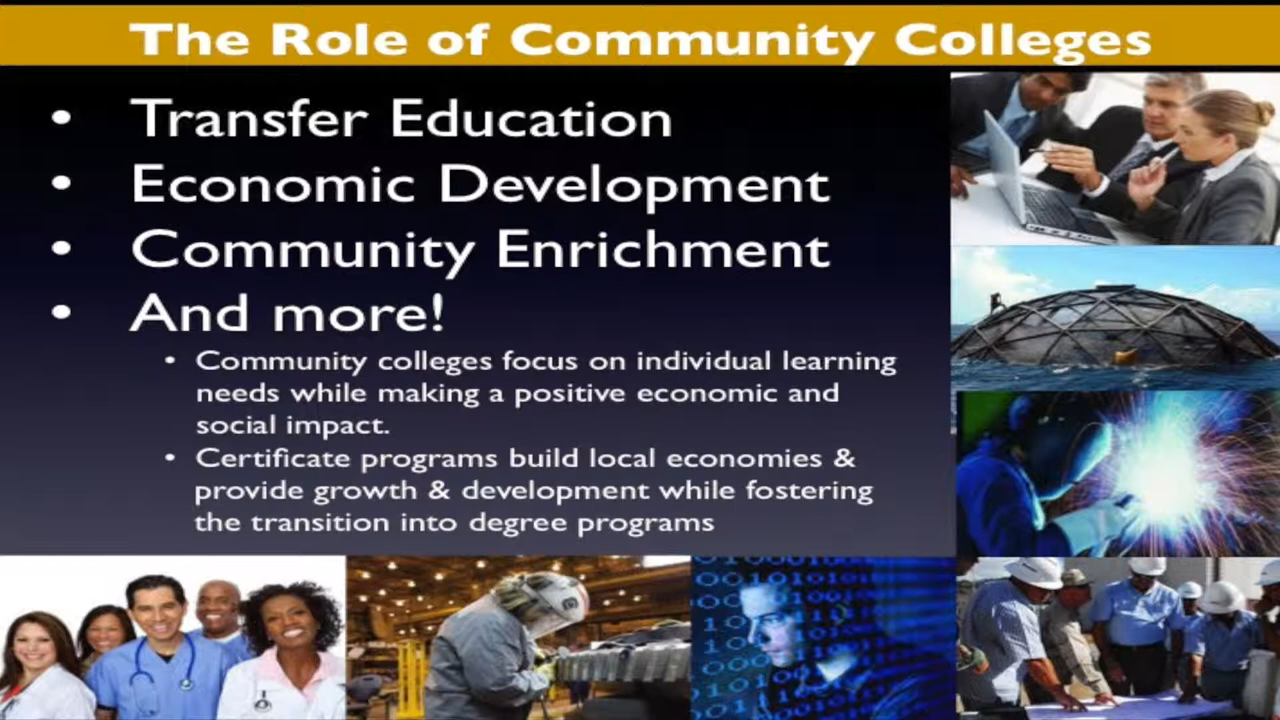 The Role of Community Colleges
• Transfer Education
• Economic Development
• Community Enrichment
• And more!
• Community colleges focus on individual learning
needs while making a positive economic and
social impact.
• Certificate programs build local economies &
provide growth & development while fostering
the transition into degree programs